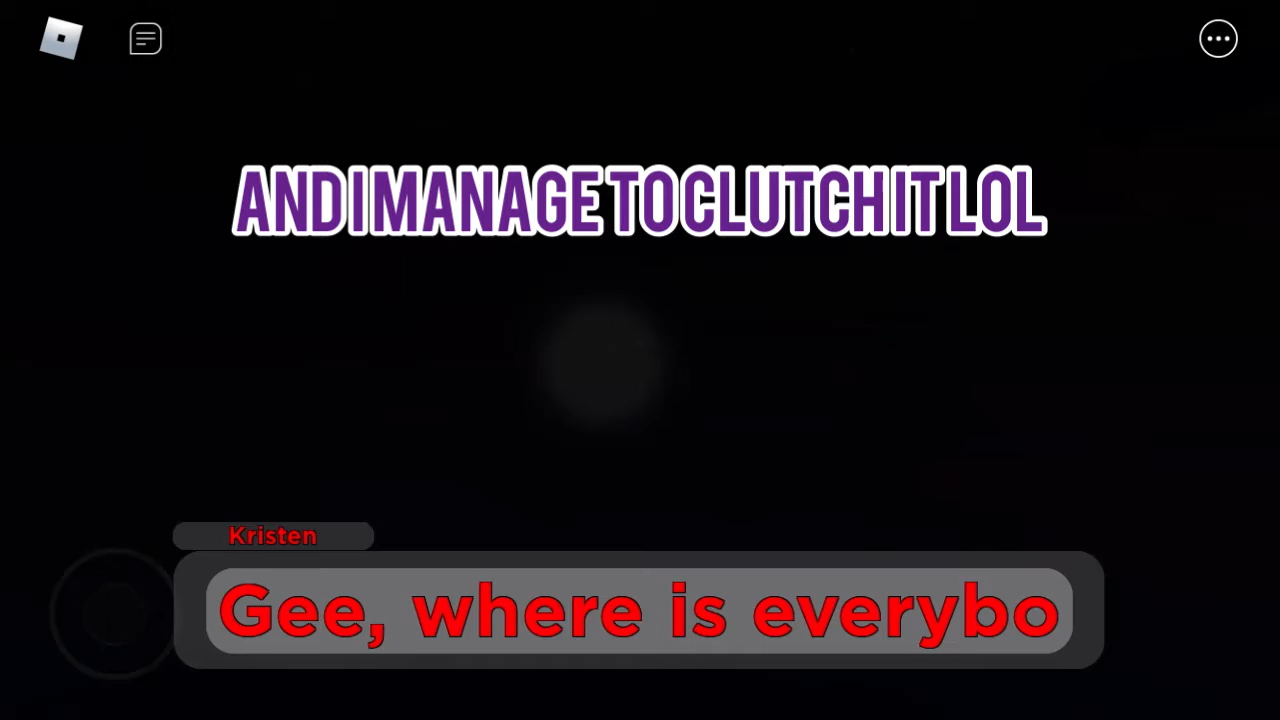 AND I MANAGE TO CLUTCH IT LOL
Kristen
Gee, where is everybo